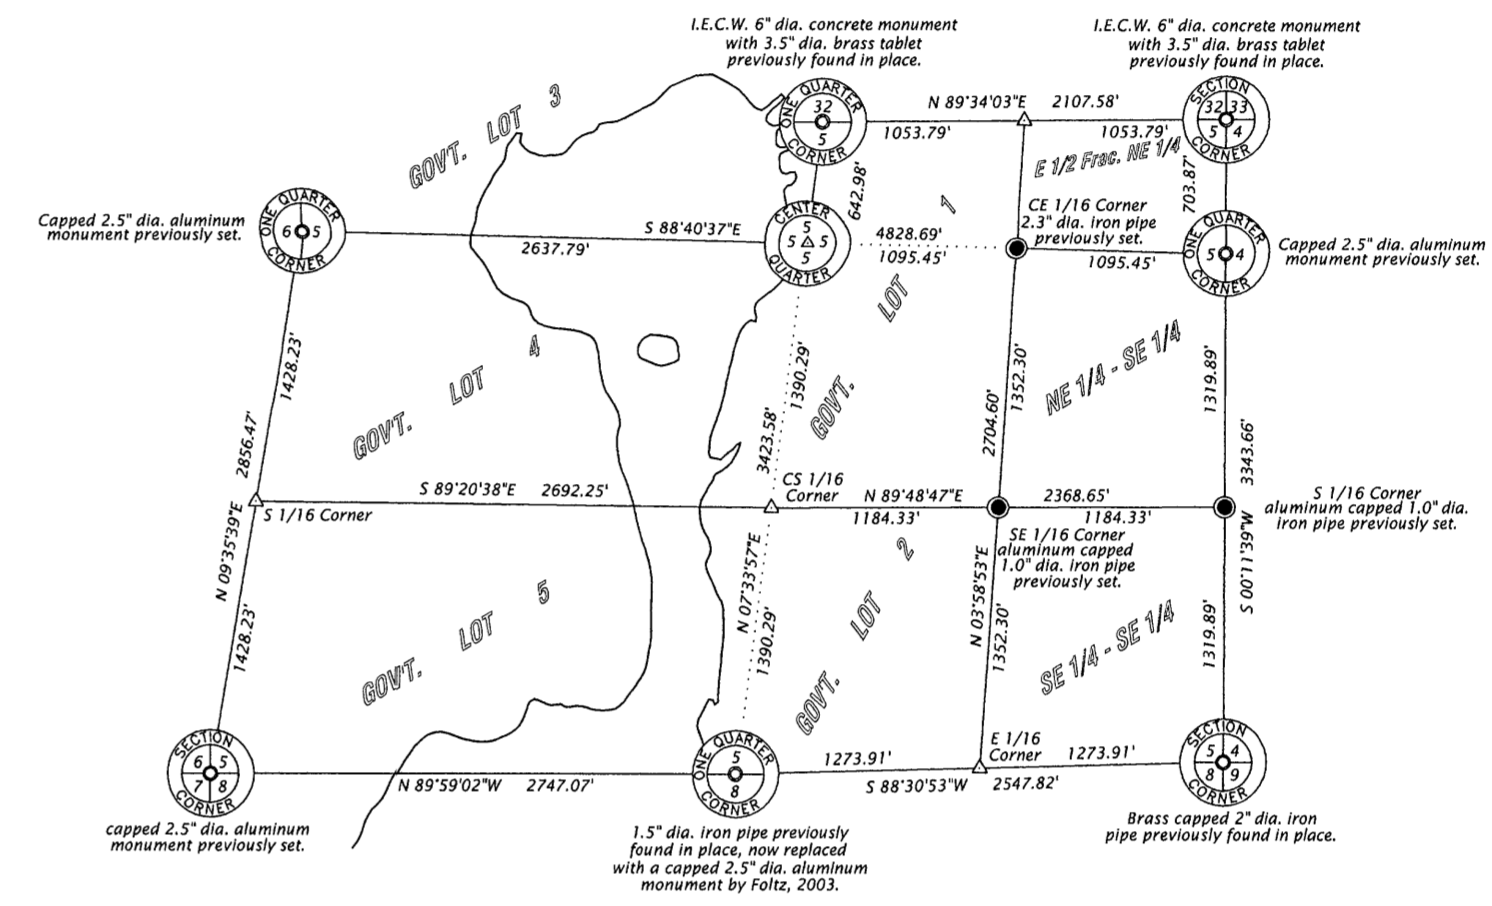 I.E.C.W. 6" dia. concrete monument
with 3.5" dia. brass tablet
previously found in place.
I.E.C.W. 6" dia. concrete monument
with 3.5" dia. brass tablet
previously found in place.
GOV'T. LOT 3
ONE QUARTER
32
5
CORNER
N 89°34'03"E 2107.58'
1053.79'
1053.79'
SECTION
32 33
5 4
CORNER
E 1/2 Frac. NE 1/4
642.98'
703.87'
Capped 2.5" dia. aluminum
monument previously set.
ONE QUARTER
6 5
CORNER
S 88°40'37"E
2637.79'
CENTER
5
5 5
5
QUARTER
4828.69'
1095.45'
CE 1/16 Corner
2.3" dia. iron pipe
previously set.
1095.45'
ONE QUARTER
5 4
CORNER
Capped 2.5" dia. aluminum
monument previously set.
GOV'T. LOT 1
1428.23'
2856.47'
GOV'T. LOT 4
1390.29'
3423.58'
1352.30'
2704.60'
NE 1/4 - SE 1/4
1319.89'
3343.66'
S 89°20'38"E 2692.25'
S 1/16 Corner
CS 1/16
Corner
N 89°48'47"E
1184.33'
2368.65'
1184.33'
S 1/16 Corner
aluminum capped 1.0" dia.
iron pipe previously set.
SE 1/16 Corner
aluminum capped
1.0" dia. iron pipe
previously set.
N 09°35'39"E
1428.23'
GOV'T. LOT 5
N 07°33'57"E
1390.29'
GOV'T. LOT 2
N 03°58'53"E
1352.30'
SE 1/4 - SE 1/4
1319.89'
S 00°11'39"W
SECTION
6 5
7 8
CORNER
N 89°59'02"W 2747.07'
ONE QUARTER
5
8
CORNER
1273.91'
S 88°30'53"W 2547.82'
E 1/16
Corner
1273.91'
SECTION
5 4
8 9
CORNER
capped 2.5" dia. aluminum
monument previously set.
1.5" dia. iron pipe previously
found in place, now replaced
with a capped 2.5" dia. aluminum
monument by Foltz, 2003.
Brass capped 2" dia. iron
pipe previously found in place.